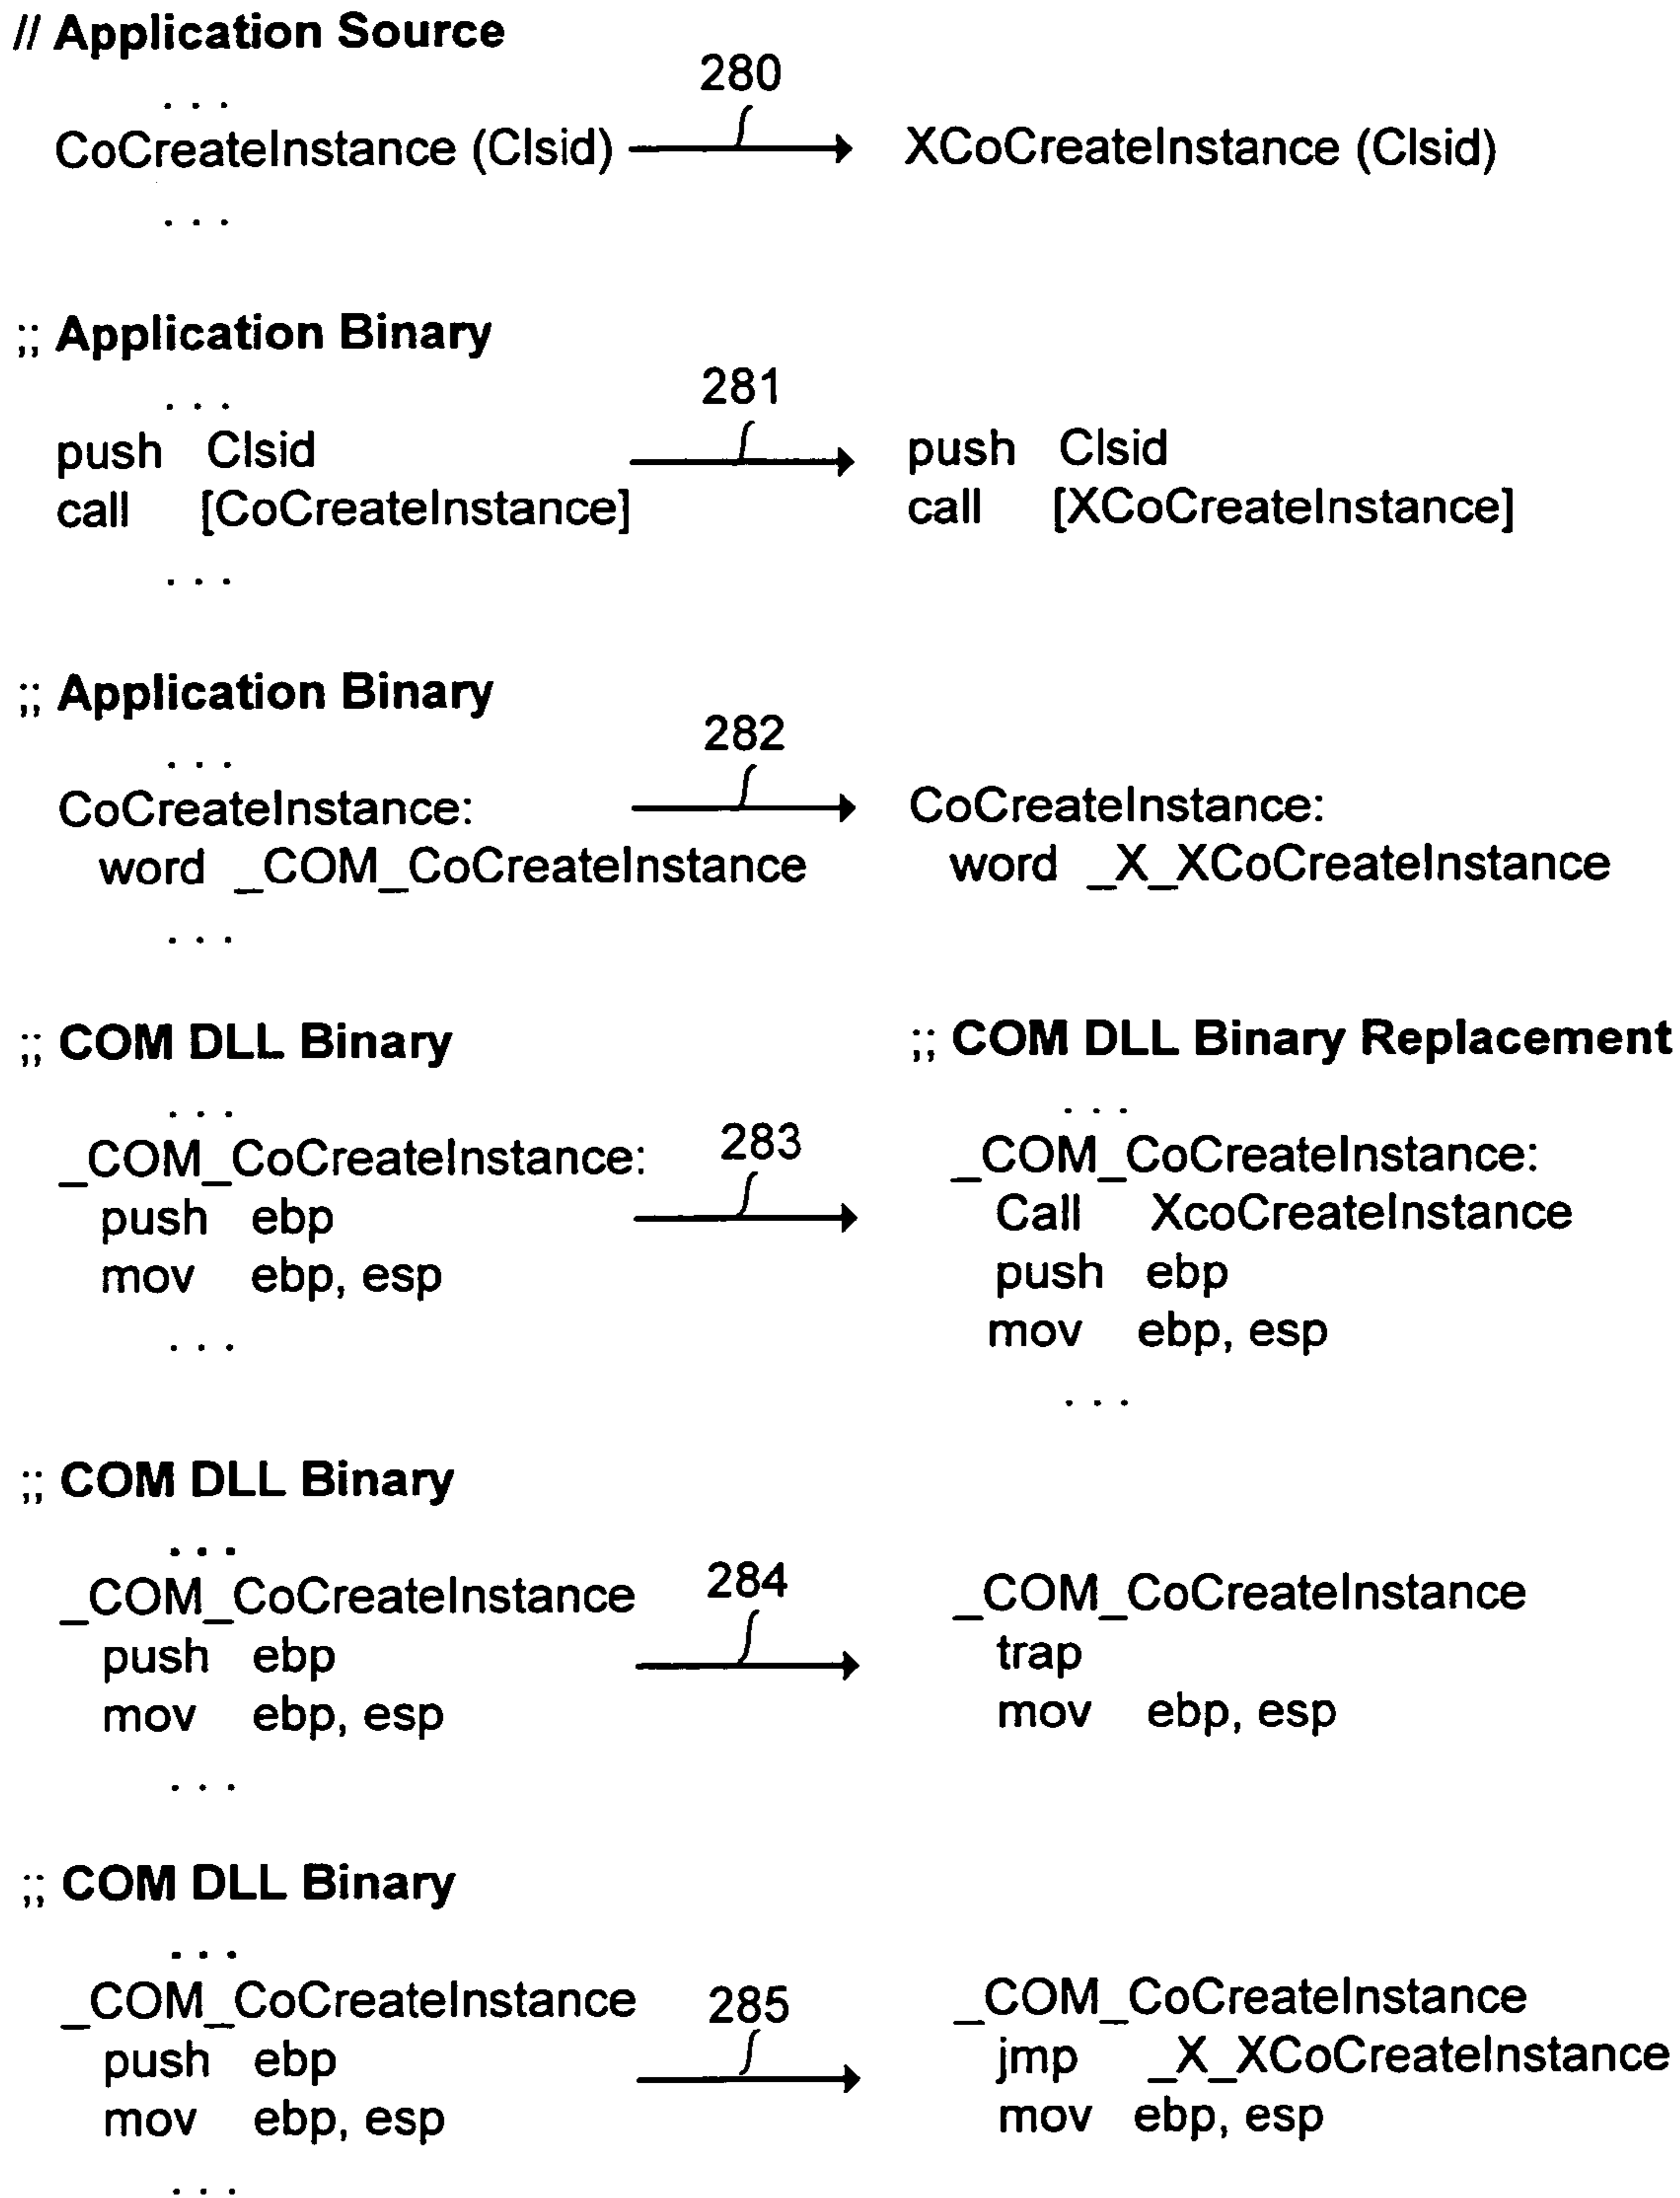 // Application Source
. . .
280
CoCreateInstance (Clsid) XCoCreateInstance (Clsid)
. . .
;; Application Binary
. . .
281
push Clsid push Clsid
call [CoCreateInstance] call [XCoCreateInstance]
. . .
;; Application Binary
. . .
282
CoCreateInstance: CoCreateInstance:
word _COM_CoCreateInstance word _X_XCoCreateInstance
. . .
;; COM DLL Binary ;; COM DLL Binary Replacement
. . . . . .
283
_COM_CoCreateInstance: _COM_CoCreateInstance:
push ebp Call XcoCreateInstance
mov ebp, esp push ebp
. . . mov ebp, esp
. . .
;; COM DLL Binary
. . .
284
_COM_CoCreateInstance _COM_CoCreateInstance
push ebp trap
mov ebp, esp mov ebp, esp
. . .
;; COM DLL Binary
. . .
285
_COM_CoCreateInstance _COM_CoCreateInstance
push ebp jmp _X_XCoCreateInstance
mov ebp, esp mov ebp, esp
. . .